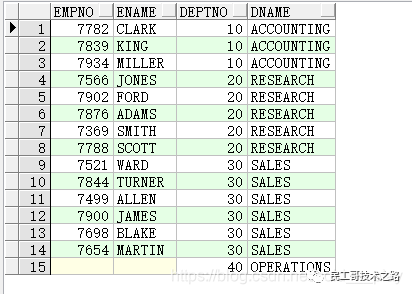 EMPNO ENAME DEPTNO DNAME
1 7782 CLARK 10 ACCOUNTING
2 7839 KING 10 ACCOUNTING
3 7934 MILLER 10 ACCOUNTING
4 7566 JONES 20 RESEARCH
5 7902 FORD 20 RESEARCH
6 7876 ADAMS 20 RESEARCH
7 7369 SMITH 20 RESEARCH
8 7788 SCOTT 20 RESEARCH
9 7521 WARD 30 SALES
10 7844 TURNER 30 SALES
11 7499 ALLEN 30 SALES
12 7900 JAMES 30 SALES
13 7698 BLAKE 30 SALES
14 7654 MARTIN 30 SALES
15 40 OPERATIONS
民工哥技术之路